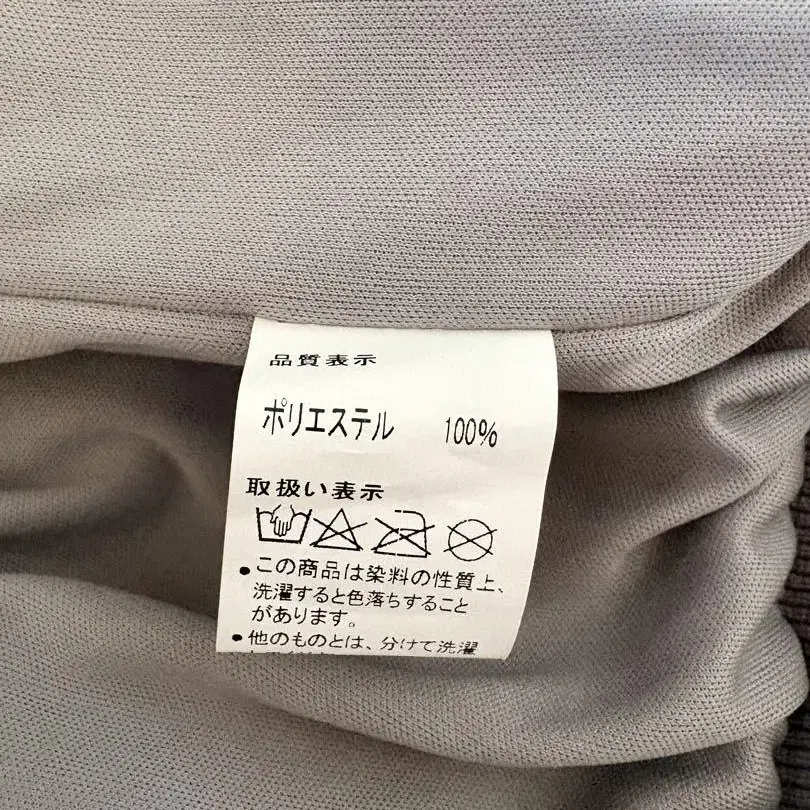 品質表示
ポリエステル 100%
取扱い表示
•この商品は染料の性質上、
洗濯すると色落ちすること
があります。
•他のものとは、分けて洗濯